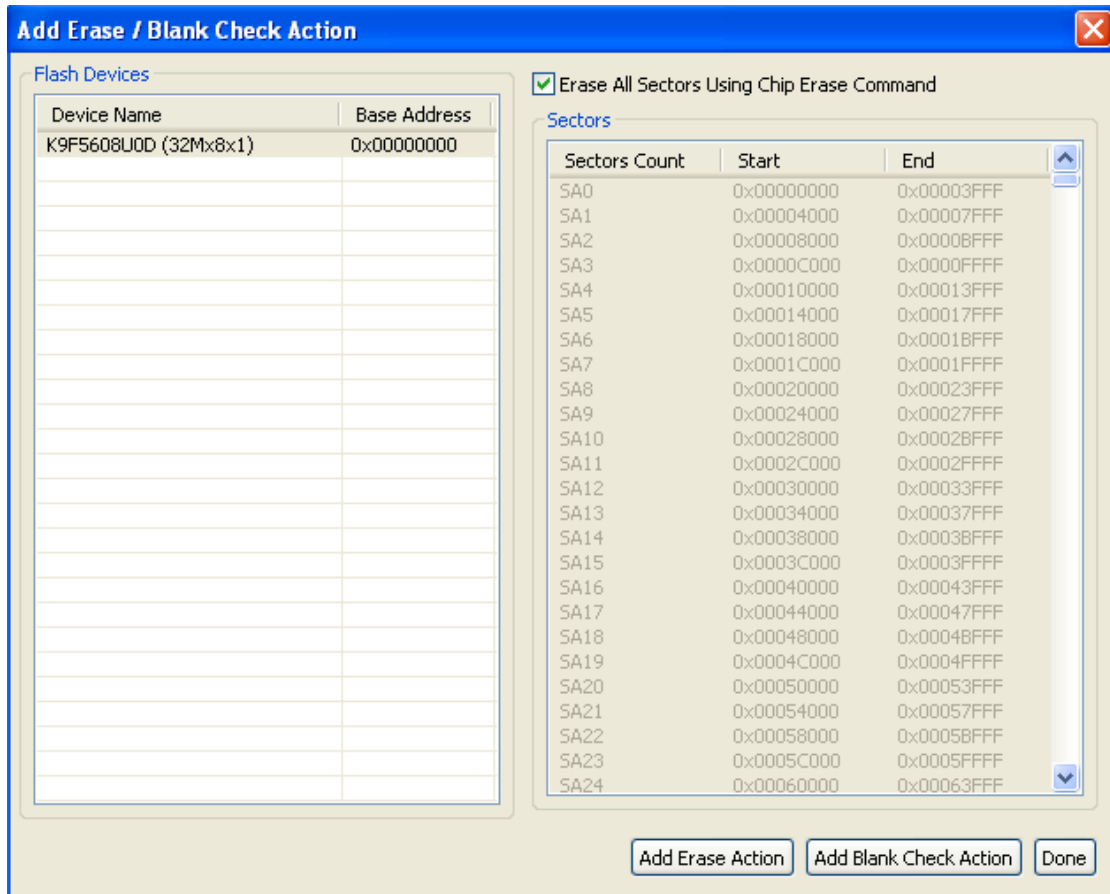 Add Erase / Blank Check Action
Flash Devices
Device Name Base Address
K9F5608U0D (32Mx8x1) 0x00000000
Erase All Sectors Using Chip Erase Command
Sectors
Sectors Count Start End
SA0 0x00000000 0x00003FFF
SA1 0x00004000 0x00007FFF
SA2 0x00008000 0x0000BFFF
SA3 0x0000C000 0x0000FFFF
SA4 0x00010000 0x00013FFF
SA5 0x00014000 0x00017FFF
SA6 0x00018000 0x0001BFFF
SA7 0x0001C000 0x0001FFFF
SA8 0x00020000 0x00023FFF
SA9 0x00024000 0x00027FFF
SA10 0x00028000 0x0002BFFF
SA11 0x0002C000 0x0002FFFF
SA12 0x00030000 0x00033FFF
SA13 0x00034000 0x00037FFF
SA14 0x00038000 0x0003BFFF
SA15 0x0003C000 0x0003FFFF
SA16 0x00040000 0x00043FFF
SA17 0x00044000 0x00047FFF
SA18 0x00048000 0x0004BFFF
SA19 0x0004C000 0x0004FFFF
SA20 0x00050000 0x00053FFF
SA21 0x00054000 0x00057FFF
SA22 0x00058000 0x0005BFFF
SA23 0x0005C000 0x0005FFFF
SA24 0x00060000 0x00063FFF
Add Erase Action Add Blank Check Action Done